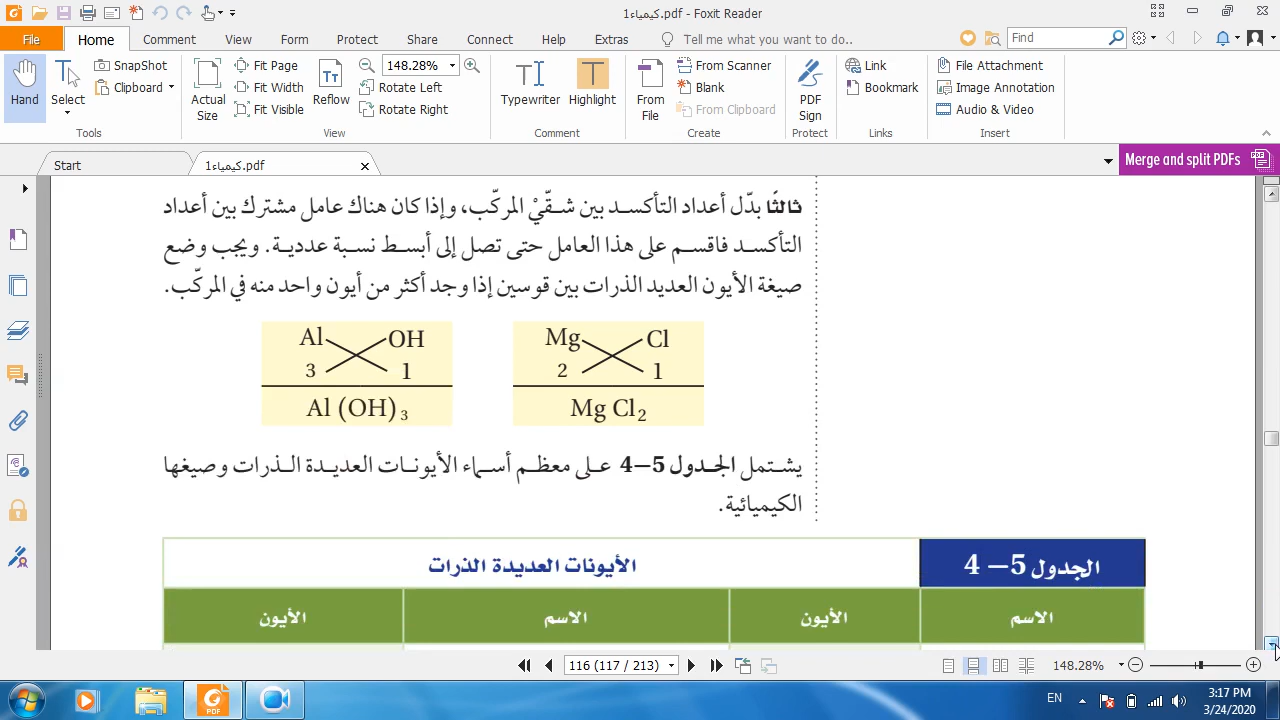 كيمياء1.pdf - Foxit Reader
File Home Comment View Form Protect Share Connect Help Extras Tell me what you want to do.. Find
Hand
Select
SnapShot
Clipboard
Tools
Actual Size
Fit Page
Fit Width
Fit Visible
Reflow
148.28%
Rotate Left
Rotate Right
View
Typewriter
Highlight
Comment
From File
From Scanner
Blank
From Clipboard
Create
PDF Sign
Protect
Link
Bookmark
Links
File Attachment
Image Annotation
Audio & Video
Insert
Start
كيمياء1.pdf
Merge and split PDFs
ثالثًا بدّل أعداد التأكسد بين شقّيْ المركّب، وإذا كان هناك عامل مشترك بين أعداد
التأكسد فاقسم على هذا العامل حتى تصل إلى أبسط نسبة عددية. ويجب وضع
صيغة الأيون العديد الذرات بين قوسين إذا وجد أكثر من أيون واحد منه في المركّب.
Al OH
3 1
Al (OH)₃
Mg Cl
2 1
Mg Cl₂
يشتمل الجدول 5–4 على معظم أسماء الأيونات العديدة الذرات وصيغها
الكيميائية.
الجدول 5–4
الأيونات العديدة الذرات
الاسم الأيون الاسم الأيون
116 (117 / 213)
148.28%
PDF
EN
3:17 PM
3/24/2020